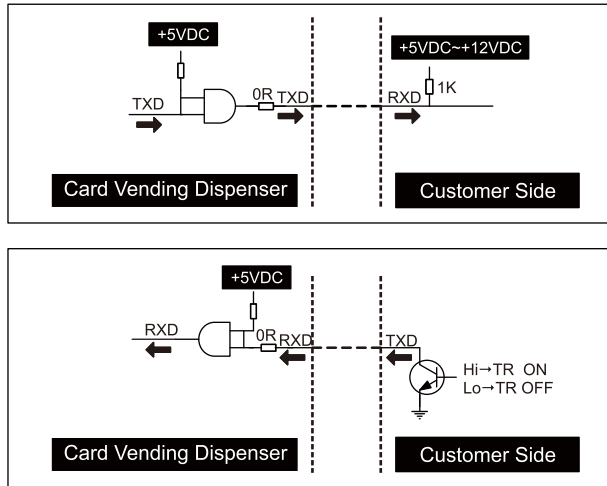 +5VDC
+5VDC~+12VDC
1K
TXD
0R
TXD
RXD
Card Vending Dispenser
Customer Side
+5VDC
RXD
0R
RXD
TXD
Hi→TR ON
Lo→TR OFF
Card Vending Dispenser
Customer Side